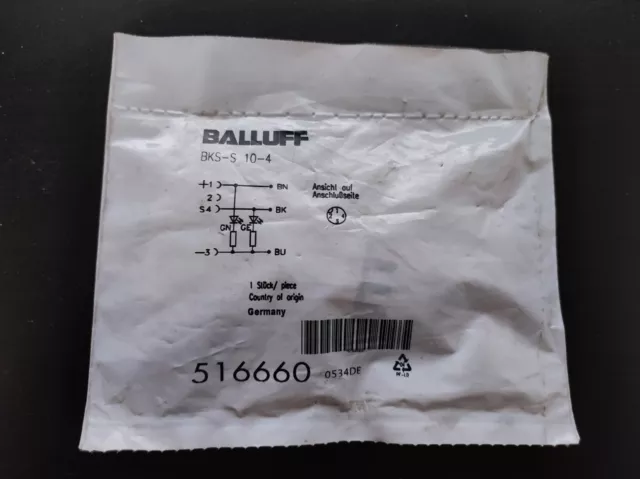 BALLUFF
BKS-S 10-4
+1 BN
2
S4 BK
GN GE
-3 BU
Ansicht auf
Anschlußseite
1 Stück/ piece
Country of origin
Germany
516660 0534DE